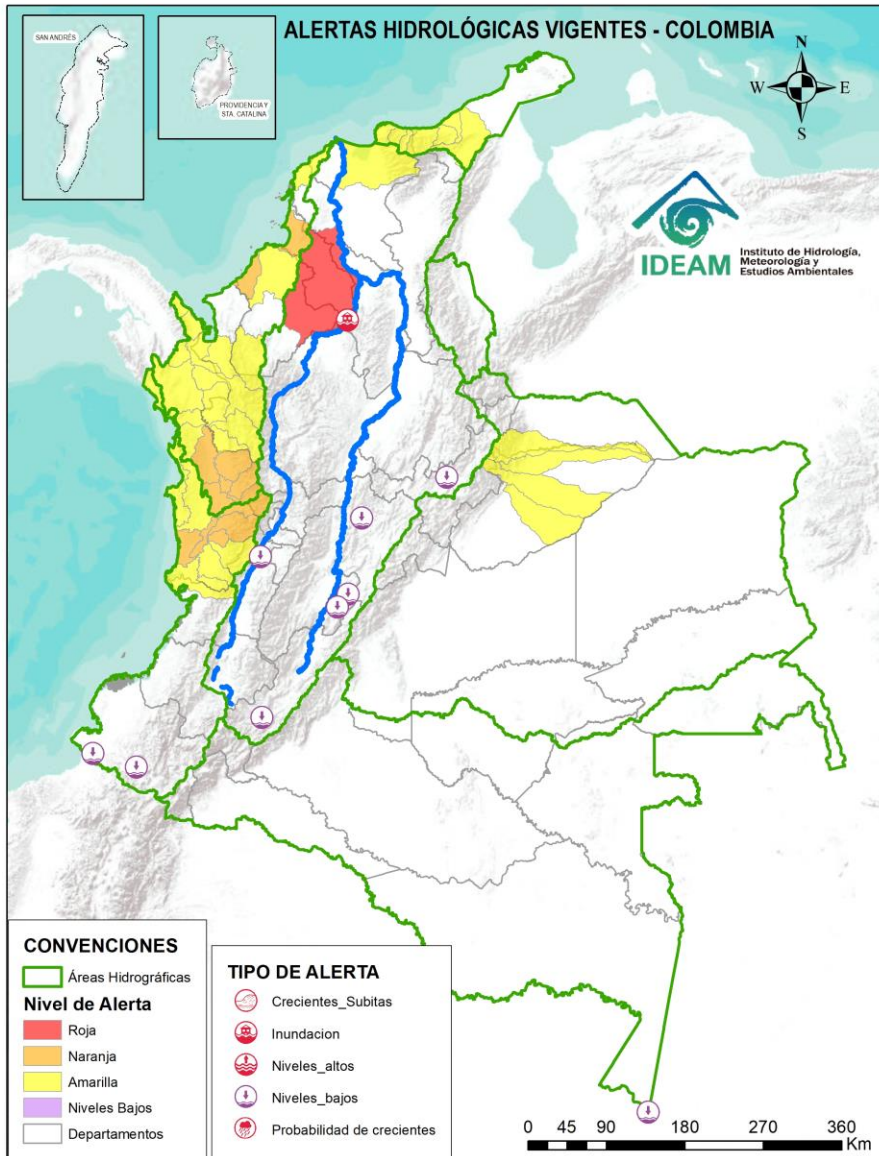 ALERTAS HIDROLÓGICAS VIGENTES - COLOMBIA
SAN ANDRÉS
PROVIDENCIA Y
STA. CATALINA
N
W
E
S
IDEAM
Instituto de Hidrología,
Meteorología y
Estudios Ambientales
CONVENCIONES
Áreas Hidrográficas
Nivel de Alerta
Roja
Naranja
Amarilla
Niveles Bajos
Departamentos
TIPO DE ALERTA
Crecientes_Subitas
Inundacion
Niveles_altos
Niveles_bajos
Probabilidad de crecientes
0 45 90 180 270 360
Km